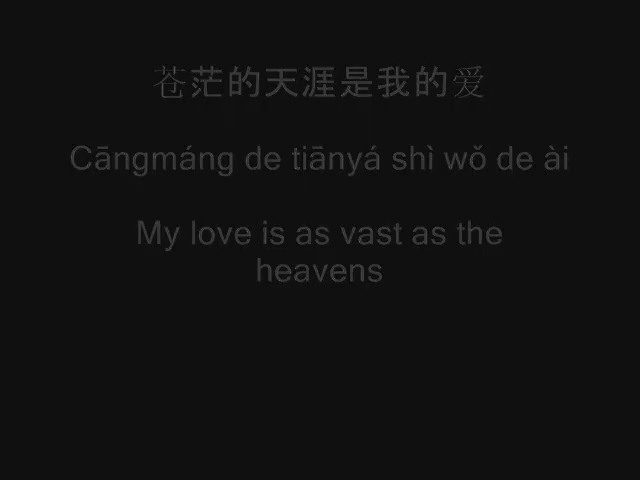 苍茫的天涯是我的爱
Cāngmáng de tiānyá shì wǒ de ài
My love is as vast as the
heavens